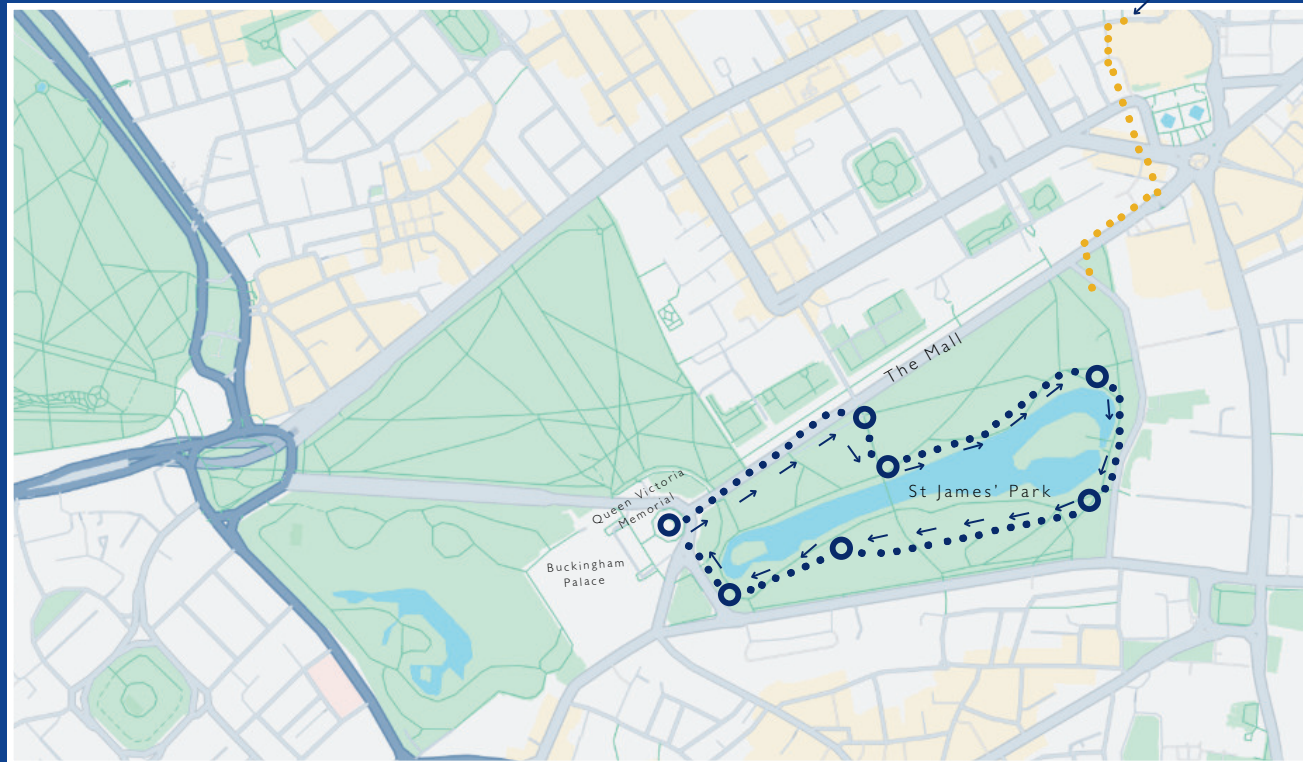 The Mall
St James' Park
Queen Victoria
Memorial
Buckingham
Palace